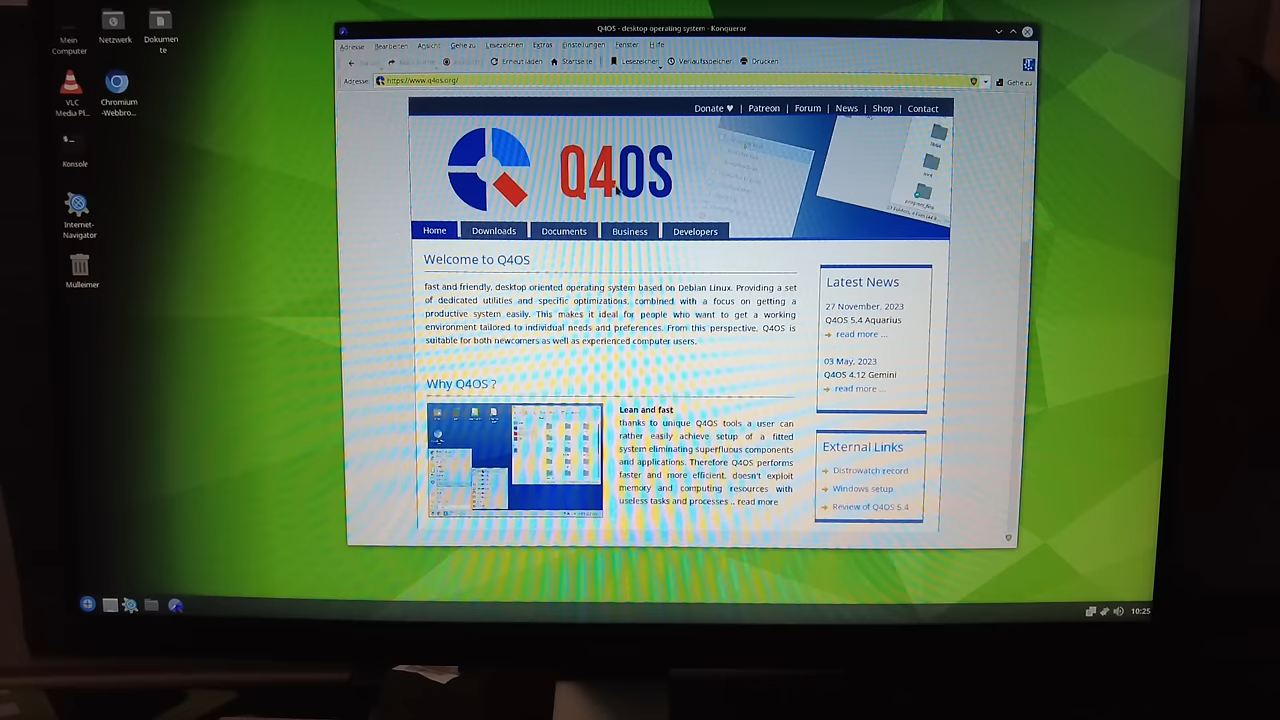 Mein
Computer
Netzwerk
Dokumen
te
VLC
Media Pl...
Chromium
-Webbro...
Konsole
Internet-
Navigator
Mülleimer
Q4OS - desktop operating system - Konqueror
Adresse Bearbeiten Ansicht Gehe zu Lesezeichen Extras Einstellungen Fenster Hilfe
Erneut laden Startseite Lesezeichen Verlaufsspeicher Drucken
Adresse: https://www.q4os.org/ Gehe zu
Donate ♥ | Patreon | Forum | News | Shop | Contact
Q4OS
Home Downloads Documents Business Developers
Welcome to Q4OS
fast and friendly, desktop oriented operating system based on Debian Linux. Providing a set
of dedicated utilities and specific optimizations, combined with a focus on getting a
productive system easily. This makes it ideal for people who want to get a working
environment tailored to individual needs and preferences. From this perspective, Q4OS is
suitable for both newcomers as well as experienced computer users.
Why Q4OS ?
Lean and fast
thanks to unique Q4OS tools a user can
rather easily achieve setup of a fitted
system eliminating superfluous components
and applications. Therefore Q4OS performs
faster and more efficient, doesn't exploit
memory and computing resources with
useless tasks and processes .. read more
Latest News
27 November, 2023
Q4OS 5.4 Aquarius
read more ...
03 May, 2023
Q4OS 4.12 Gemini
read more ...
External Links
Distrowatch record
Windows setup
Review of Q4OS 5.4
10:25